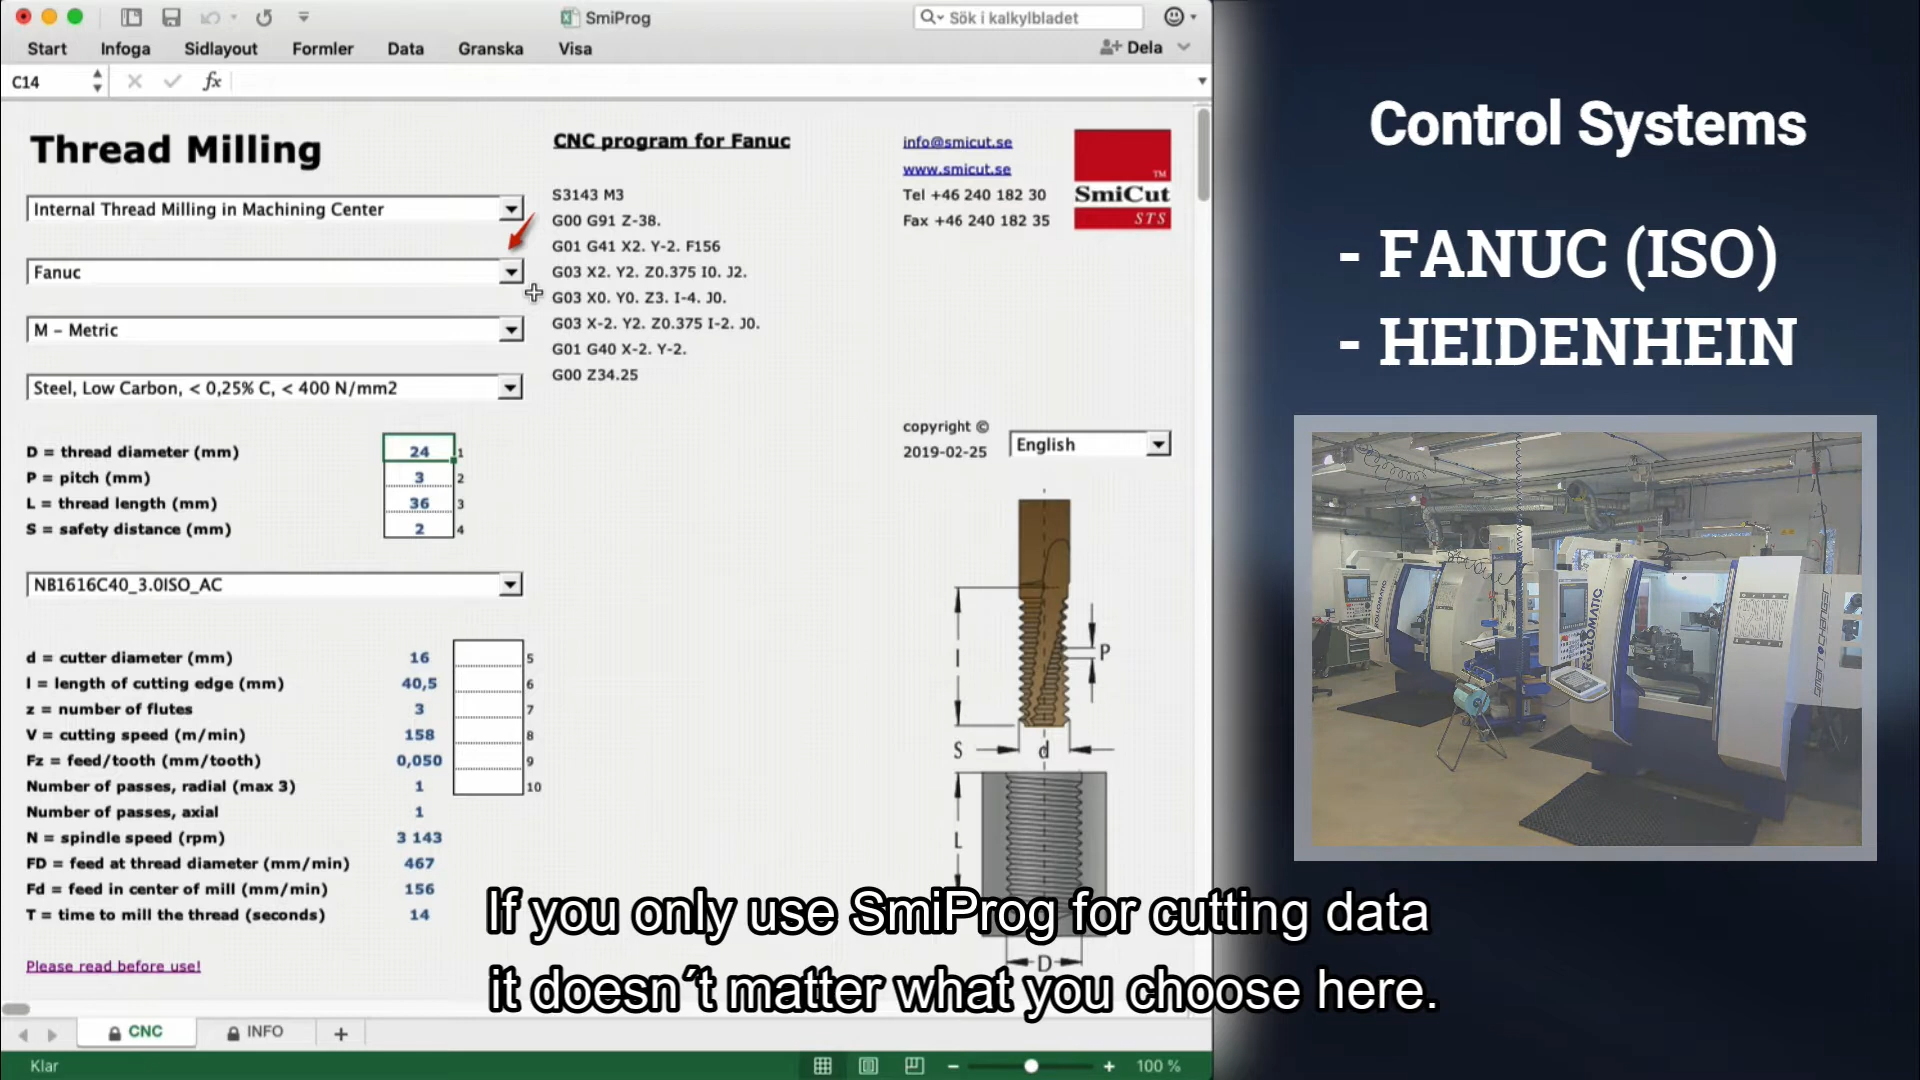 SmiProg
Sök i kalkylbladet
Start Infoga Sidlayout Formler Data Granska Visa
Dela
C14
fx
Thread Milling
Internal Thread Milling in Machining Center
Fanuc
M - Metric
Steel, Low Carbon, < 0,25% C, < 400 N/mm2
D = thread diameter (mm) 24 1
P = pitch (mm) 3 2
L = thread length (mm) 36 3
S = safety distance (mm) 2 4
NB1616C40_3.0ISO_AC
d = cutter diameter (mm) 16 5
l = length of cutting edge (mm) 40,5 6
z = number of flutes 3 7
V = cutting speed (m/min) 158 8
Fz = feed/tooth (mm/tooth) 0,050 9
Number of passes, radial (max 3) 1 10
Number of passes, axial 1
N = spindle speed (rpm) 3 143
FD = feed at thread diameter (mm/min) 467
Fd = feed in center of mill (mm/min) 156
T = time to mill the thread (seconds) 14
Please read before use!
CNC program for Fanuc
S3143 M3
G00 G91 Z-38.
G01 G41 X2. Y-2. F156
G03 X2. Y2. Z0.375 I0. J2.
G03 X0. Y0. Z3. I-4. J0.
G03 X-2. Y2. Z0.375 I-2. J0.
G01 G40 X-2. Y-2.
G00 Z34.25
info@smicut.se
www.smicut.se
Tel +46 240 182 30
Fax +46 240 182 35
TM
SmiCut
STS
copyright ©
2019-02-25
English
l
P
S
d
L
D
CNC
INFO
Klar
100 %
Control Systems
- FANUC (ISO)
- HEIDENHEIN
ROLLOMATIC
If you only use SmiProg for cutting data
it doesn´t matter what you choose here.